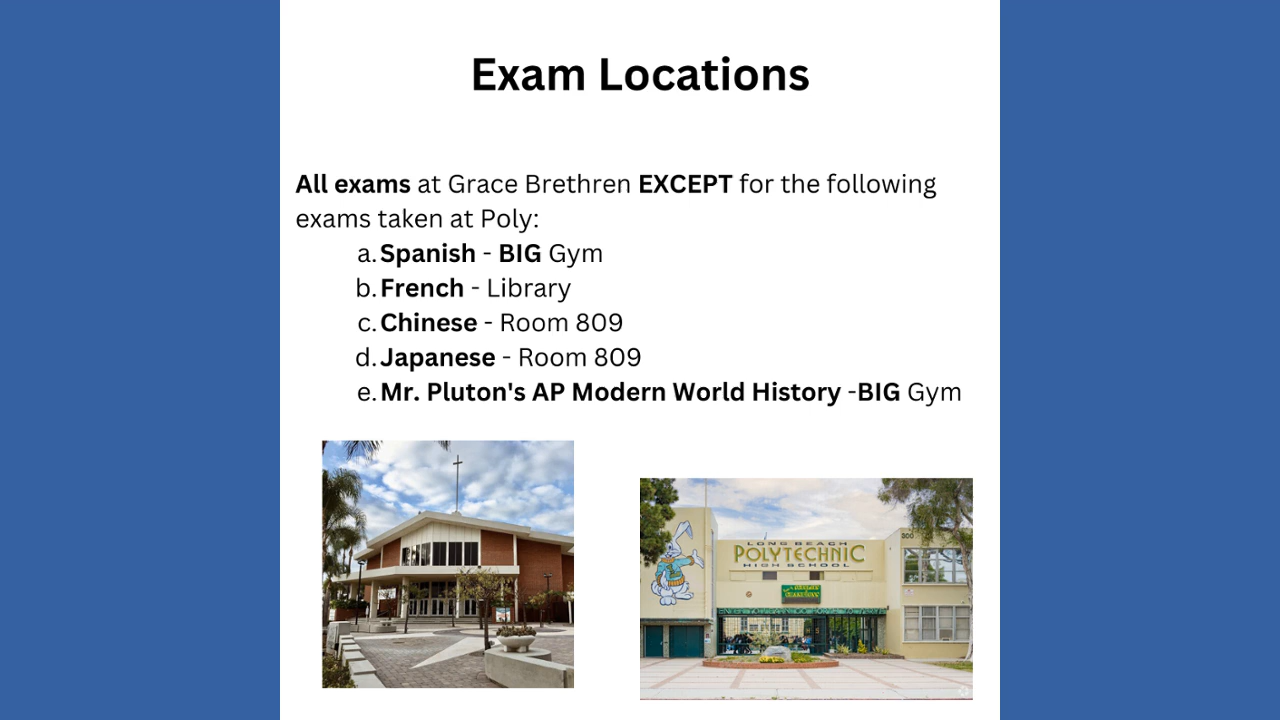 Exam Locations
All exams at Grace Brethren EXCEPT for the following
exams taken at Poly:
a. Spanish - BIG Gym
b. French - Library
c. Chinese - Room 809
d. Japanese - Room 809
e. Mr. Pluton's AP Modern World History -BIG Gym
LONG BEACH
POLYTECHNIC
HIGH SCHOOL
800